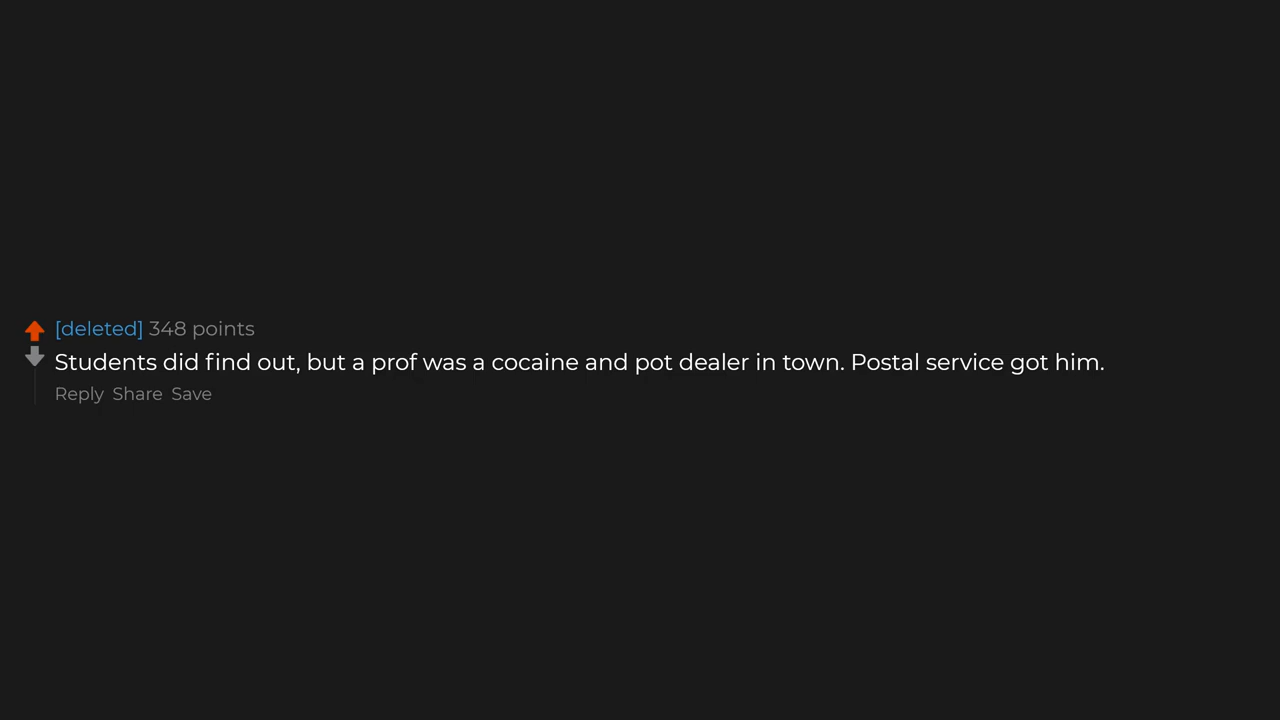 [deleted] 348 points
Students did find out, but a prof was a cocaine and pot dealer in town. Postal service got him.
Reply Share Save